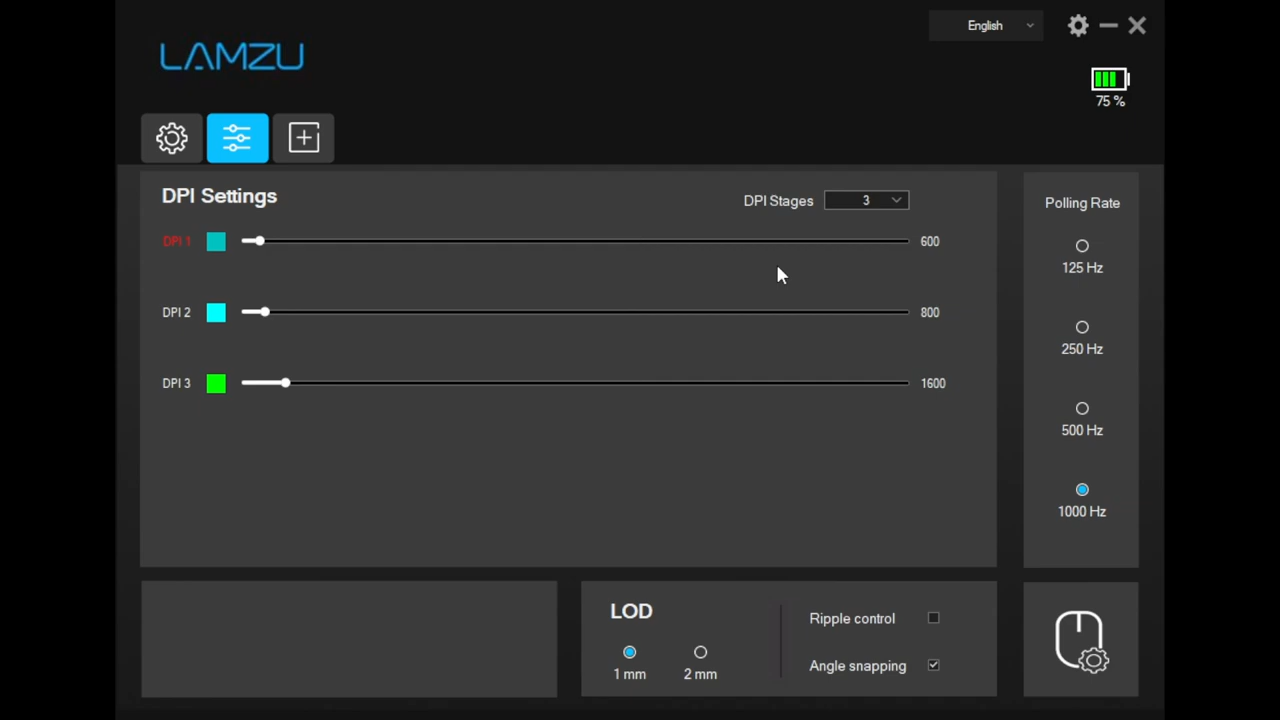 English
LAMZU
75 %
DPI Settings
DPI Stages 3
DPI 1 600
DPI 2 800
DPI 3 1600
Polling Rate
125 Hz
250 Hz
500 Hz
1000 Hz
LOD
1 mm 2 mm
Ripple control
Angle snapping